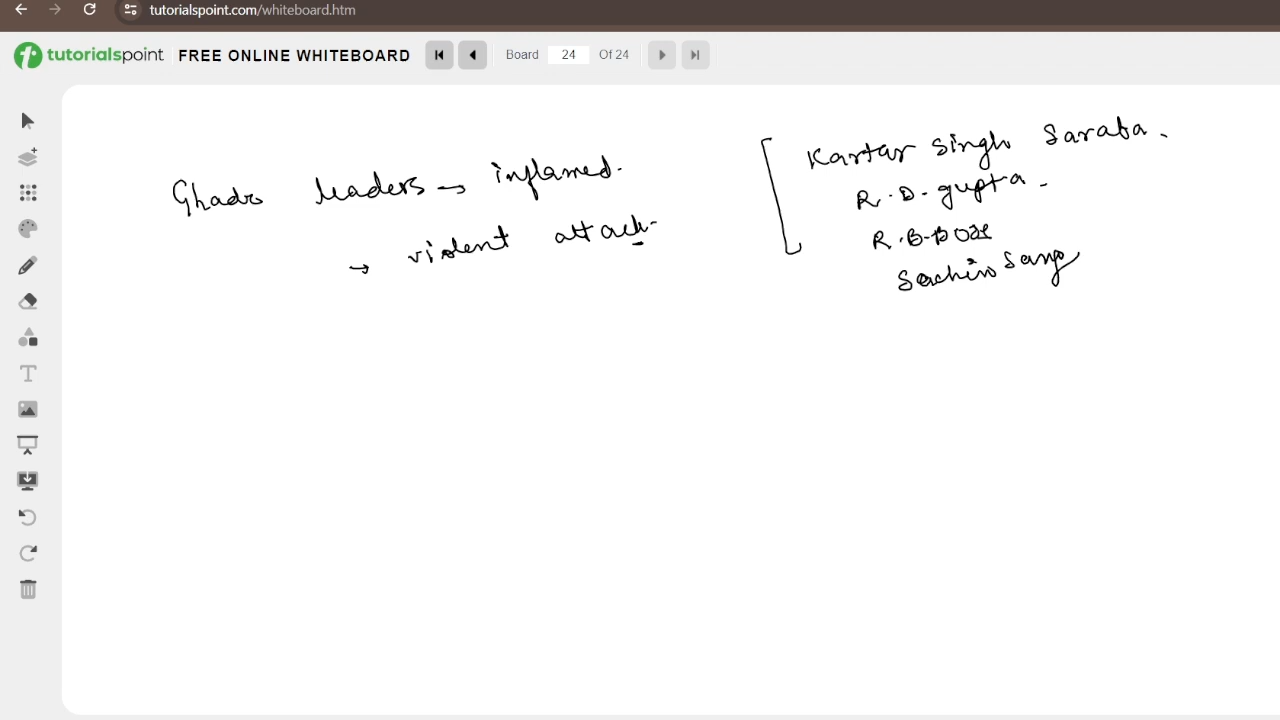 tutorialspoint.com/whiteboard.htm
tutorialspoint FREE ONLINE WHITEBOARD Board 24 Of 24
Ghadr leaders → inflamed.
→ violent attack-
Kartar Singh Saraba.
R.D. gupta -
R.B. Bose
Sachin Sang